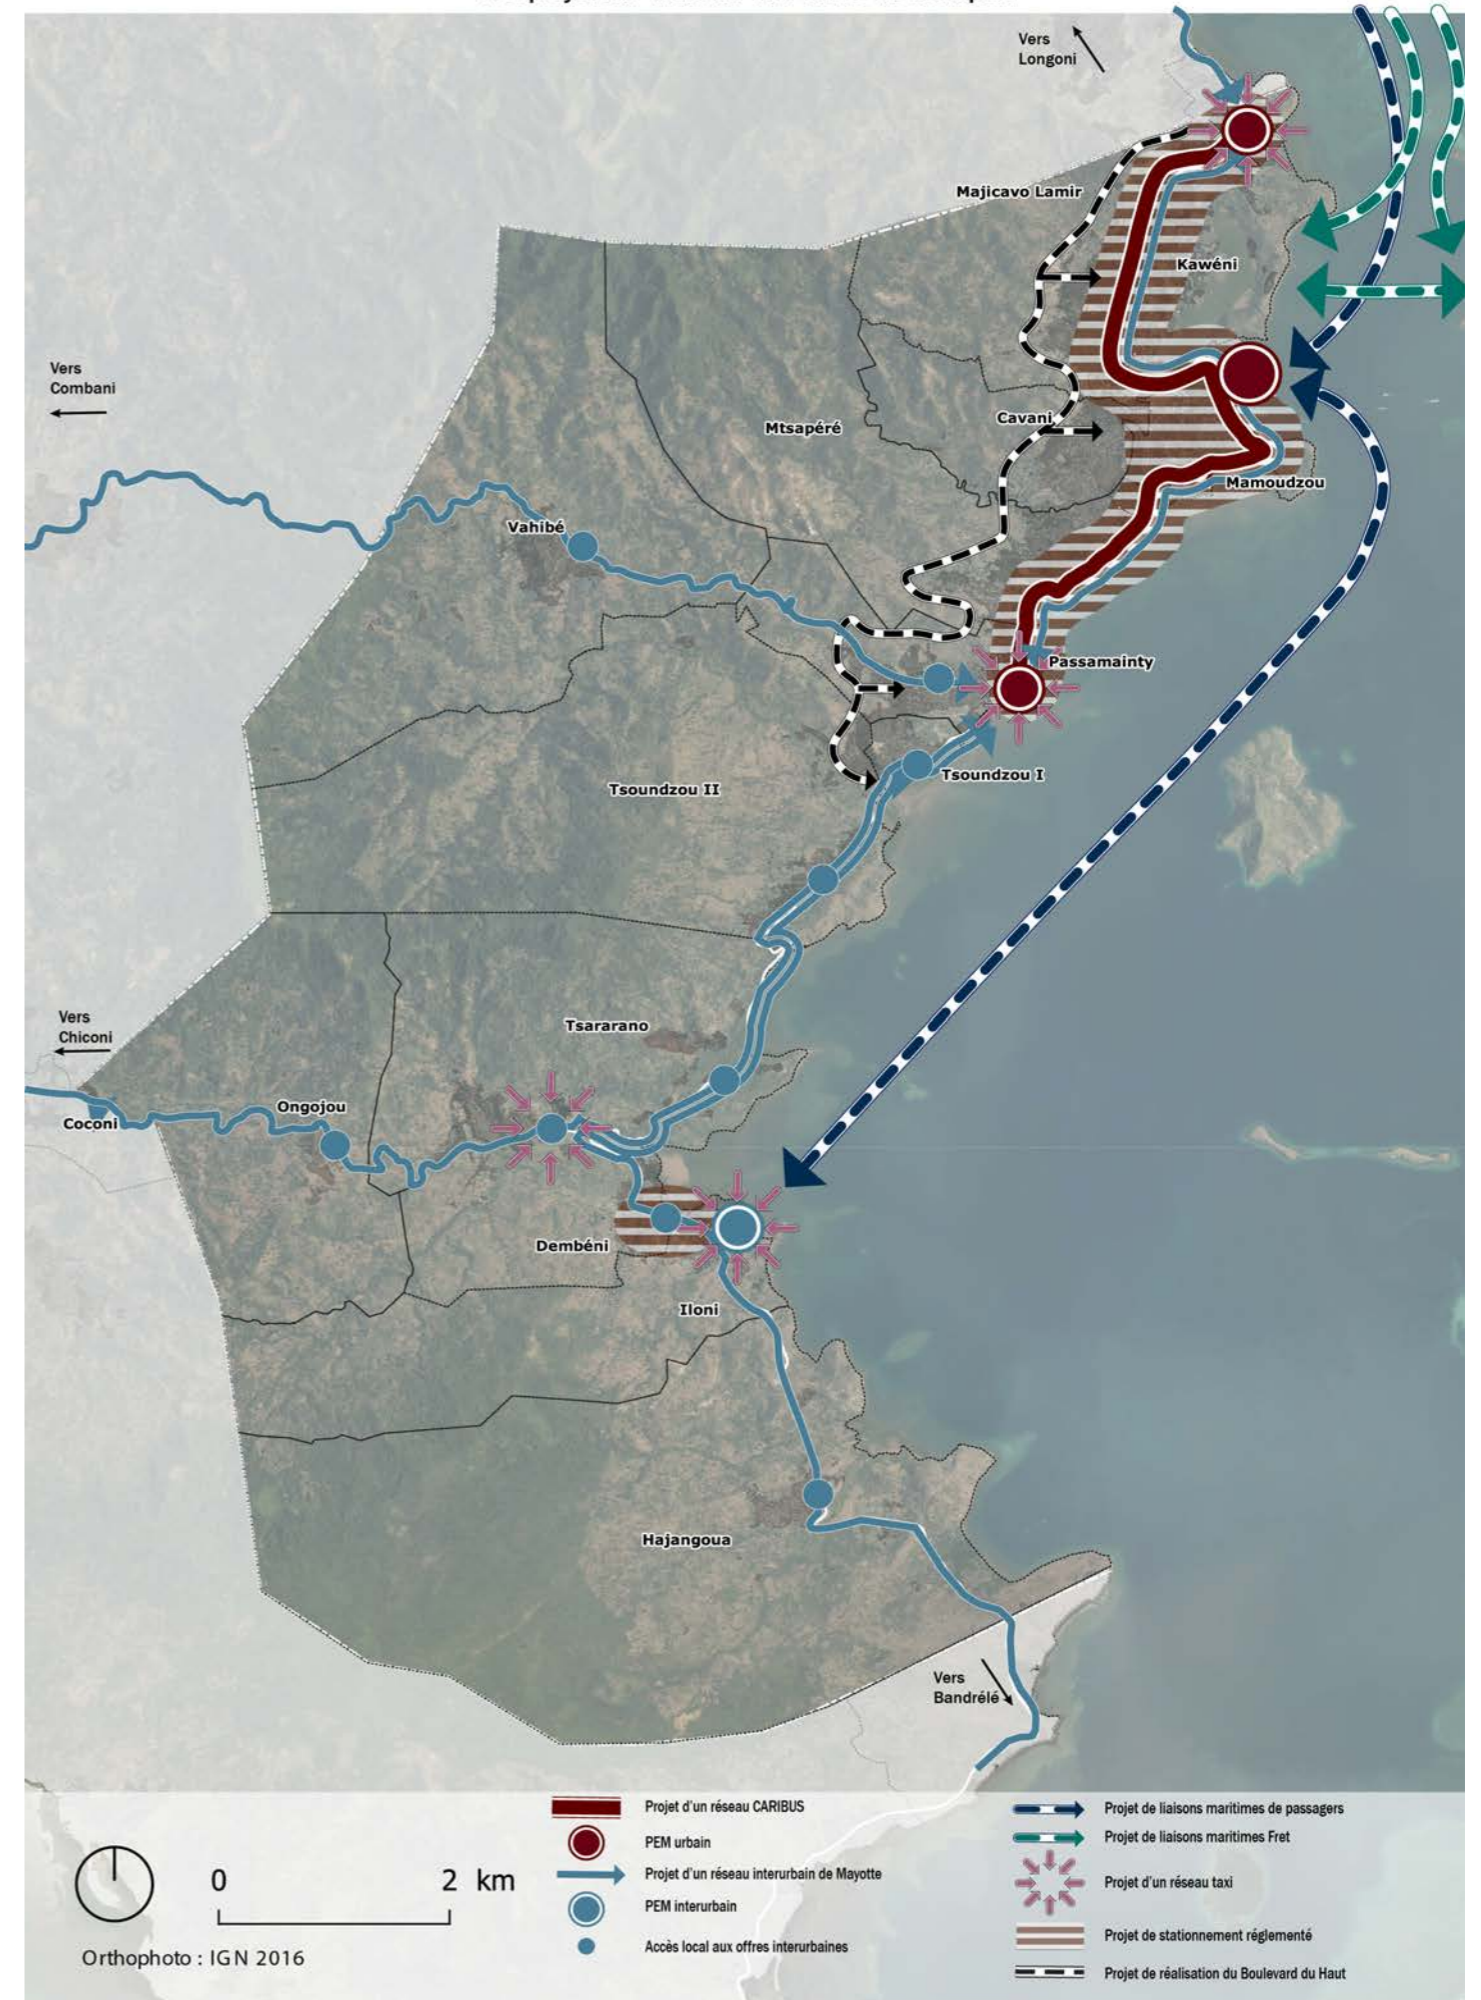 Vers
Longoni
Majicavo Lamir
Kawéni
Vers
Combani
Cavani
Mtsapéré
Mamoudzou
Vahibé
Passamainty
Tsoundzou I
Tsoundzou II
Vers
Chiconi
Tsararano
Ongojou
Coconi
Dembéni
Iloni
Hajangoua
Vers
Bandrélé
0 2 km
Orthophoto : IGN 2016
Projet d'un réseau CARIBUS
PEM urbain
Projet d'un réseau interurbain de Mayotte
PEM interurbain
Accès local aux offres interurbaines
Projet de liaisons maritimes de passagers
Projet de liaisons maritimes Fret
Projet d'un réseau taxi
Projet de stationnement réglementé
Projet de réalisation du Boulevard du Haut